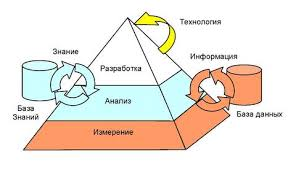 Технология
Знание
Информация
Разработка
База
Знаний
Анализ
База данных
Измерение